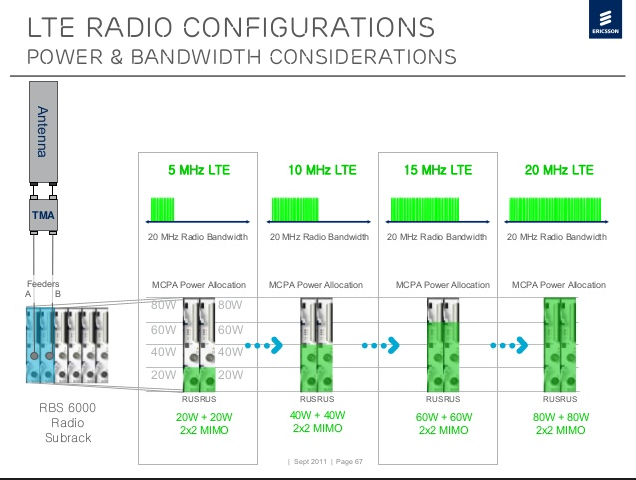 LTE RADIO CONFIGURATIONS
POWER & BANDWIDTH CONSIDERATIONS
ERICSSON
Antenna
TMA
Feeders
A B
RBS 6000
Radio
Subrack
5 MHz LTE
20 MHz Radio Bandwidth
MCPA Power Allocation
80W 80W
60W 60W
40W 40W
20W 20W
RUSRUS
20W + 20W
2x2 MIMO
10 MHz LTE
20 MHz Radio Bandwidth
MCPA Power Allocation
RUSRUS
40W + 40W
2x2 MIMO
15 MHz LTE
20 MHz Radio Bandwidth
MCPA Power Allocation
RUSRUS
60W + 60W
2x2 MIMO
20 MHz LTE
20 MHz Radio Bandwidth
MCPA Power Allocation
RUSRUS
80W + 80W
2x2 MIMO
| Sept 2011 | Page 67